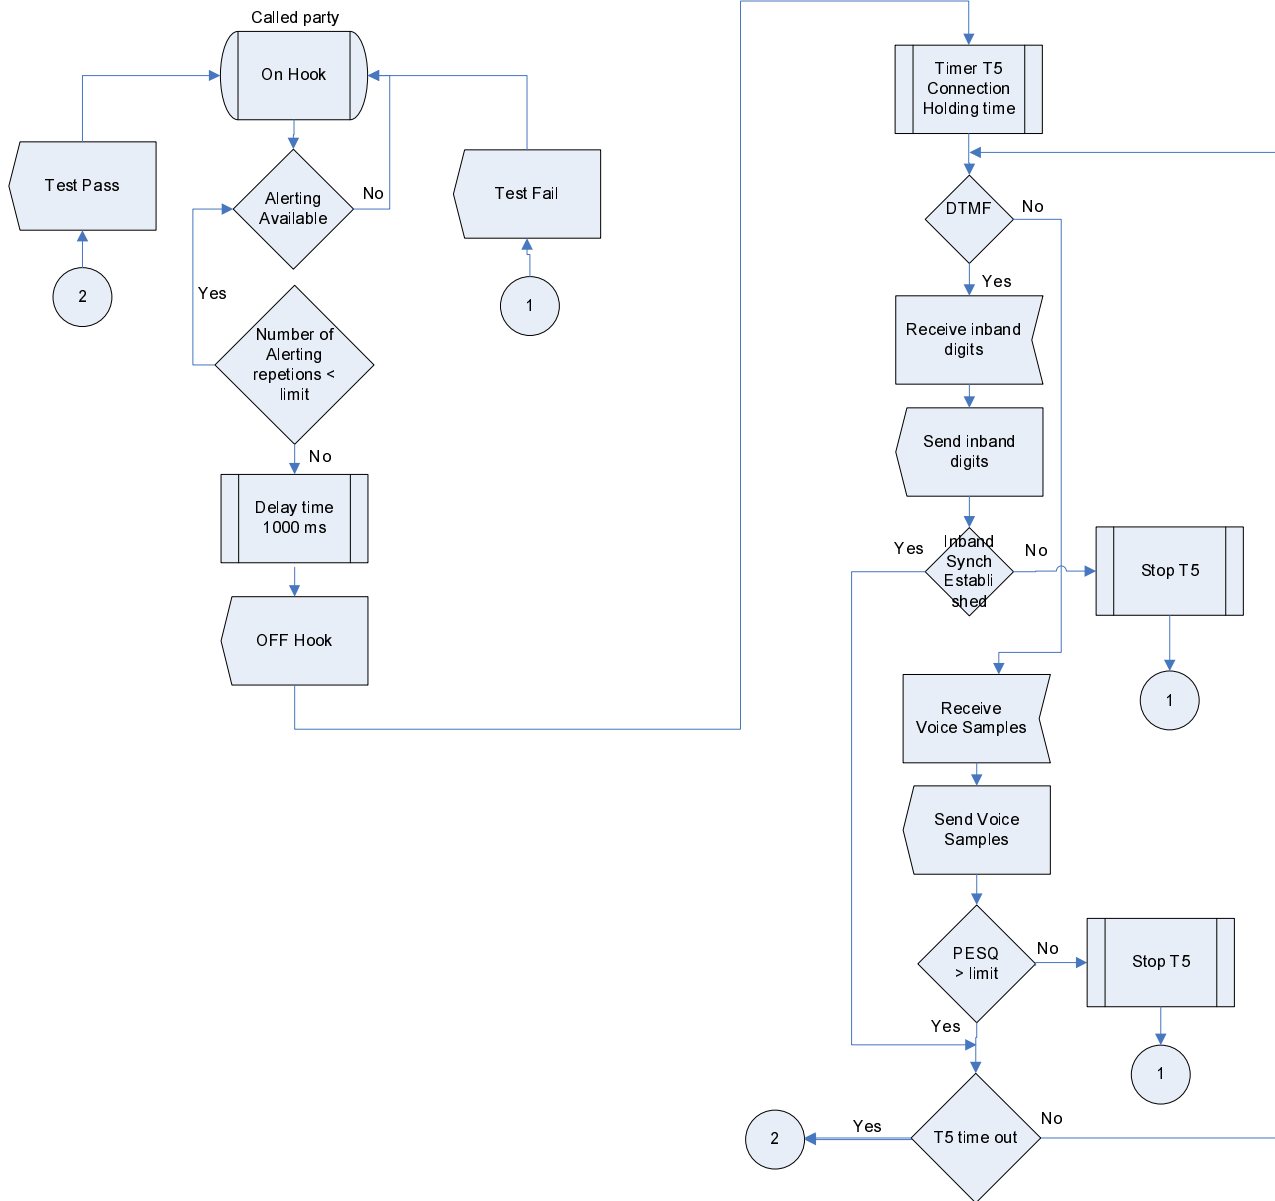 Called party
On Hook
Test Pass
Alerting
Available
No
Test Fail
2
Yes
1
Number of
Alerting
repetions <
limit
No
Delay time
1000 ms
OFF Hook
Timer T5
Connection
Holding time
DTMF
No
Yes
Receive inband
digits
Send inband
digits
Yes
Inband
Synch
Establi
shed
No
Stop T5
1
Receive
Voice Samples
Send Voice
Samples
PESQ
> limit
No
Stop T5
Yes
1
2
Yes
T5 time out
No